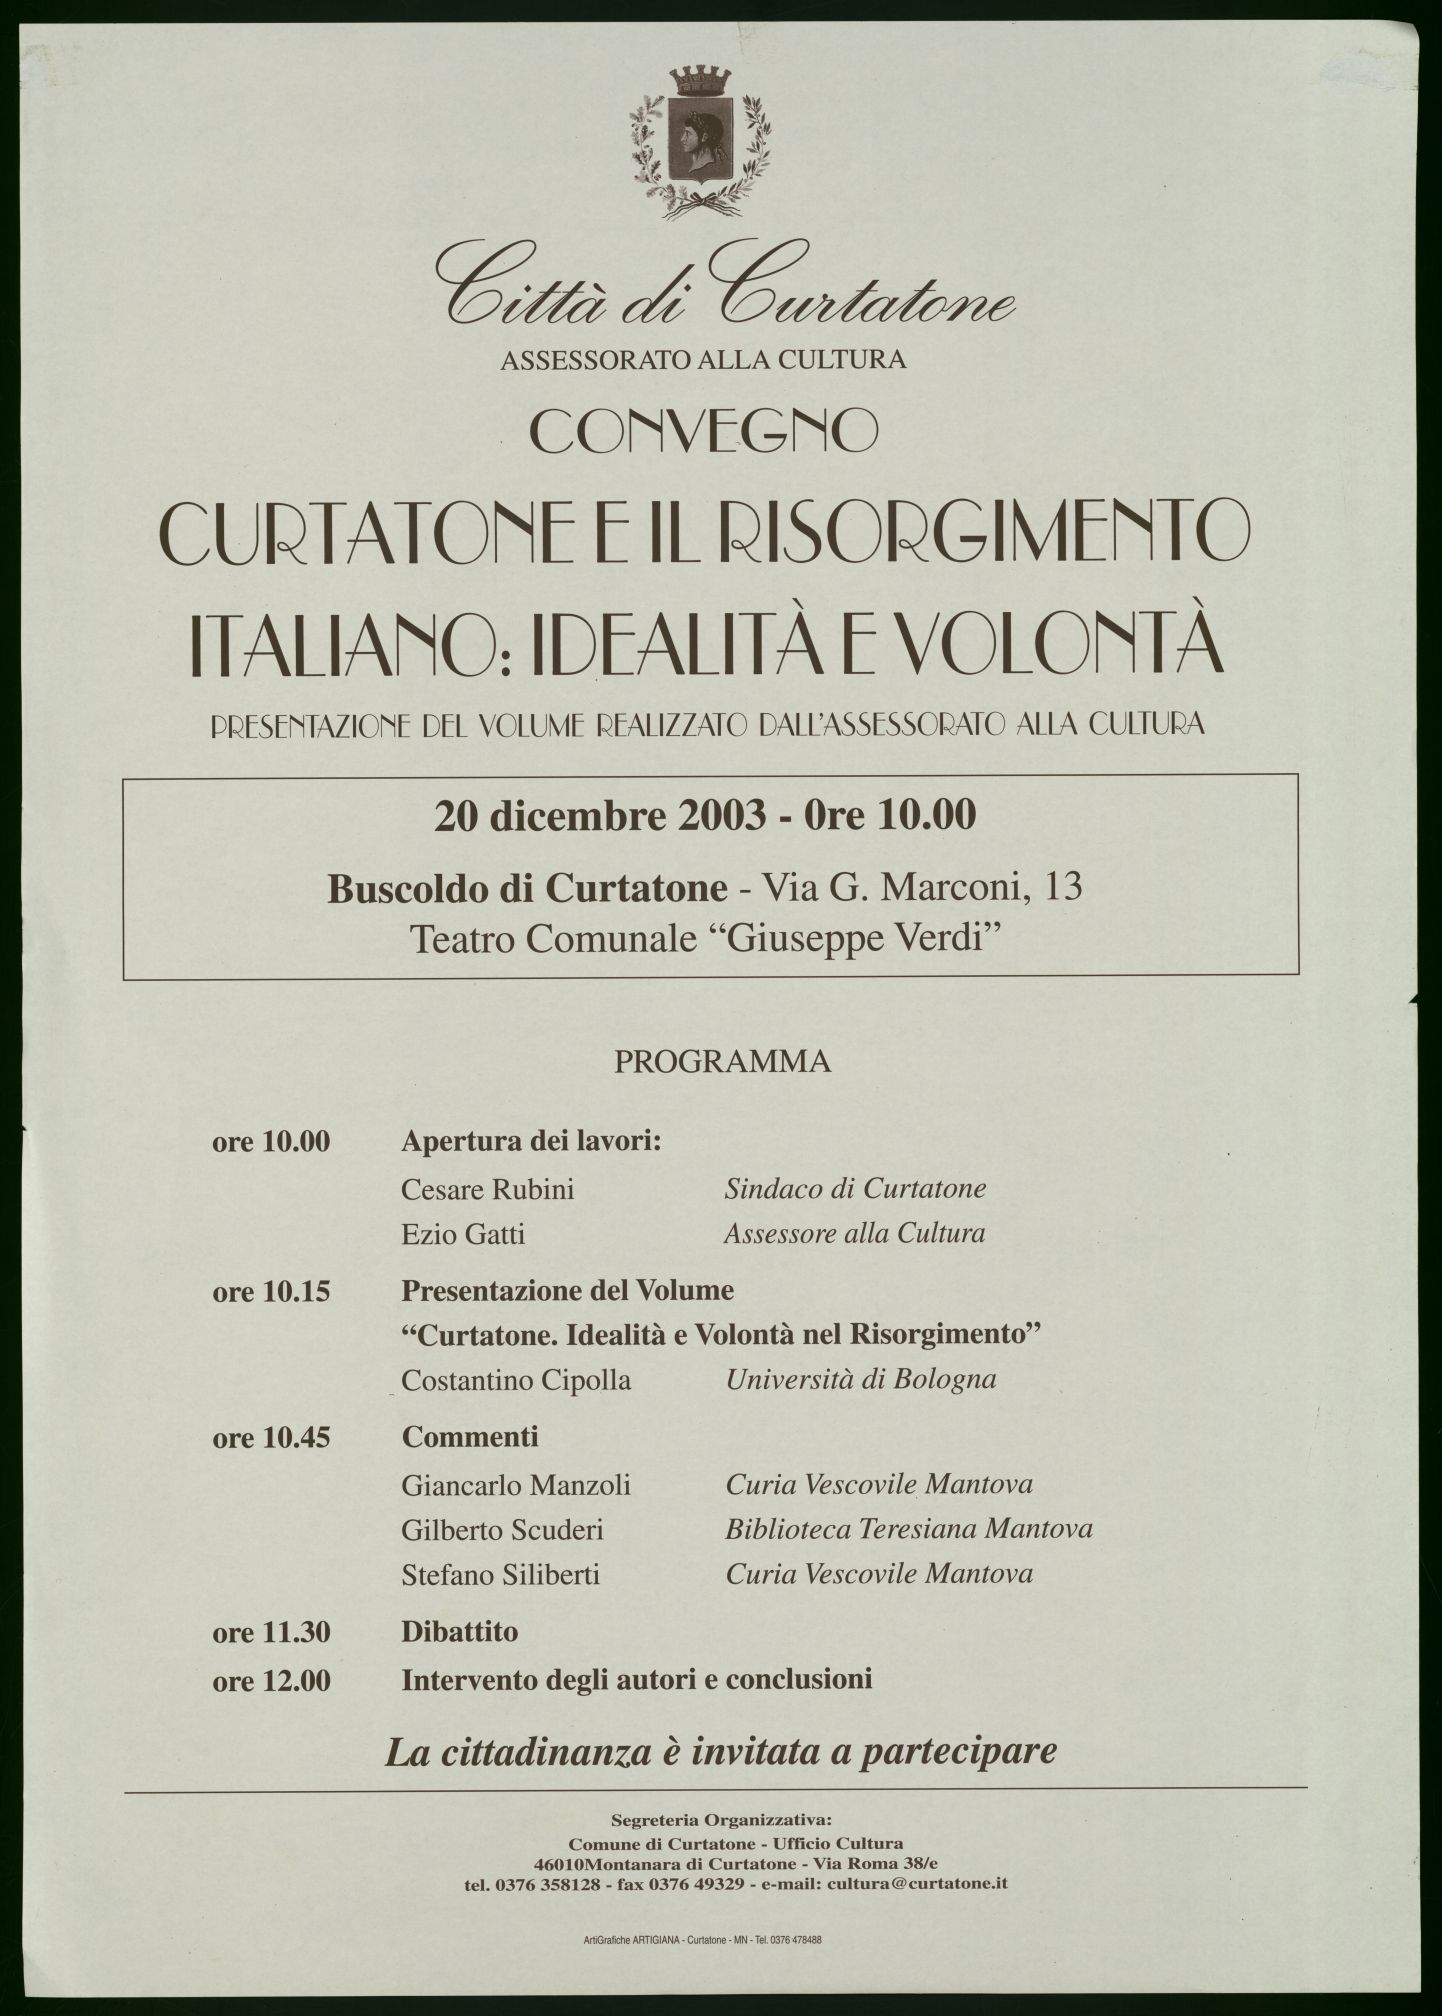 Città di Curtatone
ASSESSORATO ALLA CULTURA
CONVEGNO
CURTATONE E IL RISORGIMENTO
ITALIANO: IDEALITÀ E VOLONTÀ
PRESENTAZIONE DEL VOLUME REALIZZATO DALL'ASSESSORATO ALLA CULTURA
20 dicembre 2003 - 0re 10.00
Buscoldo di Curtatone - Via G. Marconi, 13
Teatro Comunale “Giuseppe Verdi”
PROGRAMMA
ore 10.00 Apertura dei lavori:
Cesare Rubini Sindaco di Curtatone
Ezio Gatti Assessore alla Cultura
ore 10.15 Presentazione del Volume
“Curtatone. Idealità e Volontà nel Risorgimento”
Costantino Cipolla Università di Bologna
ore 10.45 Commenti
Giancarlo Manzoli Curia Vescovile Mantova
Gilberto Scuderi Biblioteca Teresiana Mantova
Stefano Siliberti Curia Vescovile Mantova
ore 11.30 Dibattito
ore 12.00 Intervento degli autori e conclusioni
La cittadinanza è invitata a partecipare
Segreteria Organizzativa:
Comune di Curtatone - Ufficio Cultura
46010Montanara di Curtatone - Via Roma 38/e
tel. 0376 358128 - fax 0376 49329 - e-mail: cultura@curtatone.it
ArtiGrafiche ARTIGIANA - Curtatone - MN - Tel. 0376 478488